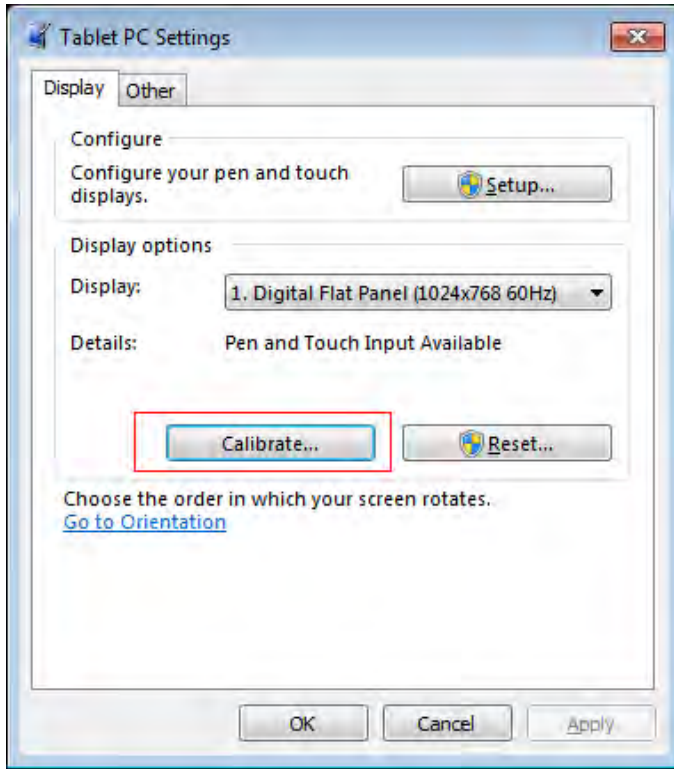 Tablet PC Settings
Display Other
Configure
Configure your pen and touch
displays.
Setup...
Display options
Display: 1. Digital Flat Panel (1024x768 60Hz)
Details: Pen and Touch Input Available
Calibrate... Reset...
Choose the order in which your screen rotates.
Go to Orientation
OK Cancel Apply